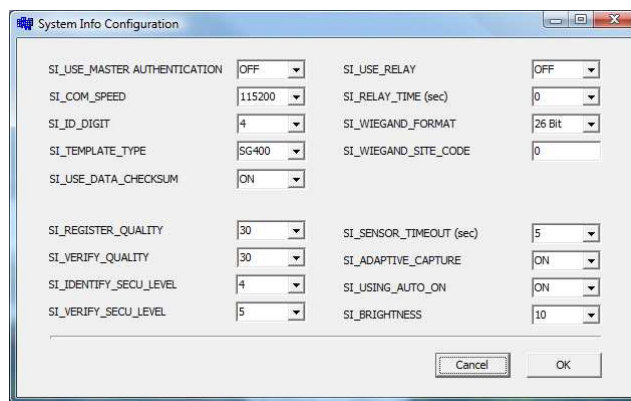 System Info Configuration
SI_USE_MASTER AUTHENTICATION OFF
SI_COM_SPEED 115200
SI_ID_DIGIT 4
SI_TEMPLATE_TYPE SG400
SI_USE_DATA_CHECKSUM ON
SI_USE_RELAY OFF
SI_RELAY_TIME (sec) 0
SI_WIEGAND_FORMAT 26 Bit
SI_WIEGAND_SITE_CODE 0
SI_REGISTER_QUALITY 30
SI_VERIFY_QUALITY 30
SI_IDENTIFY_SECU_LEVEL 4
SI_VERIFY_SECU_LEVEL 5
SI_SENSOR_TIMEOUT (sec) 5
SI_ADAPTIVE_CAPTURE ON
SI_USING_AUTO_ON ON
SI_BRIGHTNESS 10
Cancel OK